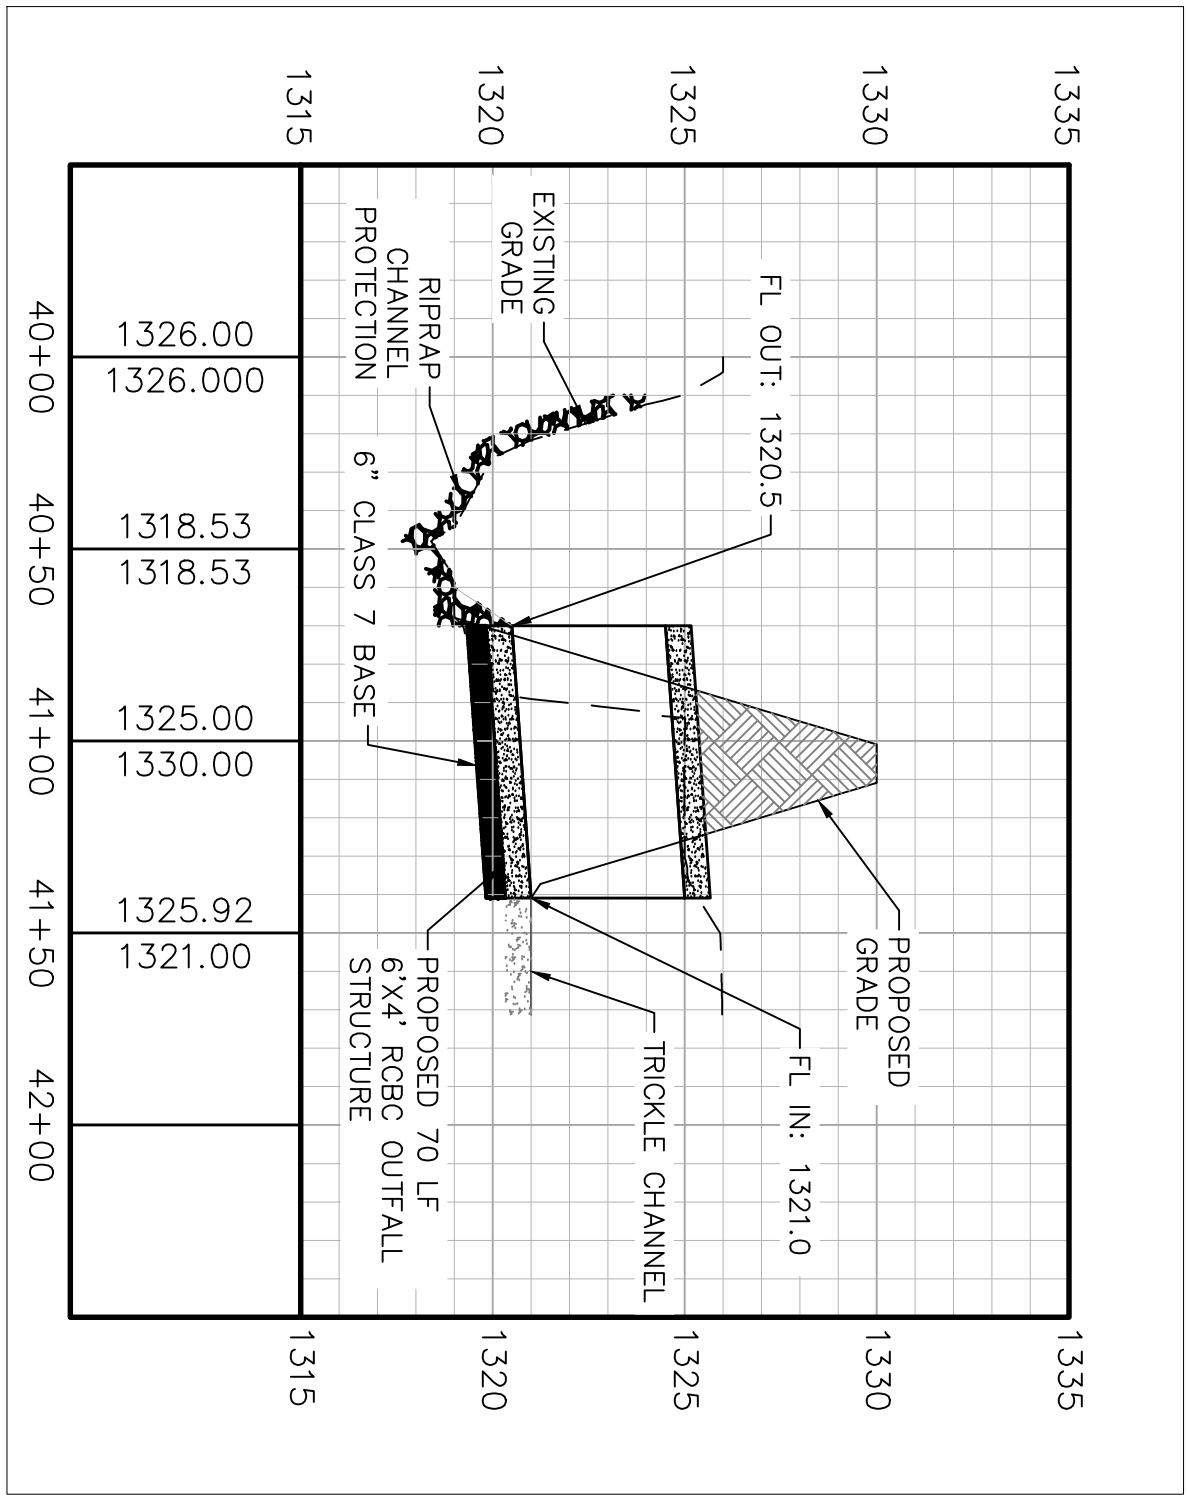 1335
1330
1325
1320
1315
1335
1330
1325
1320
1315
FL OUT: 1320.5
EXISTING
GRADE
RIPRAP
CHANNEL
PROTECTION
6" CLASS 7 BASE
PROPOSED
GRADE
FL IN: 1321.0
TRICKLE CHANNEL
PROPOSED 70 LF
6'X4' RCBC OUTFALL
STRUCTURE
1326.00
1326.000
1318.53
1318.53
1325.00
1330.00
1325.92
1321.00
40+00
40+50
41+00
41+50
42+00